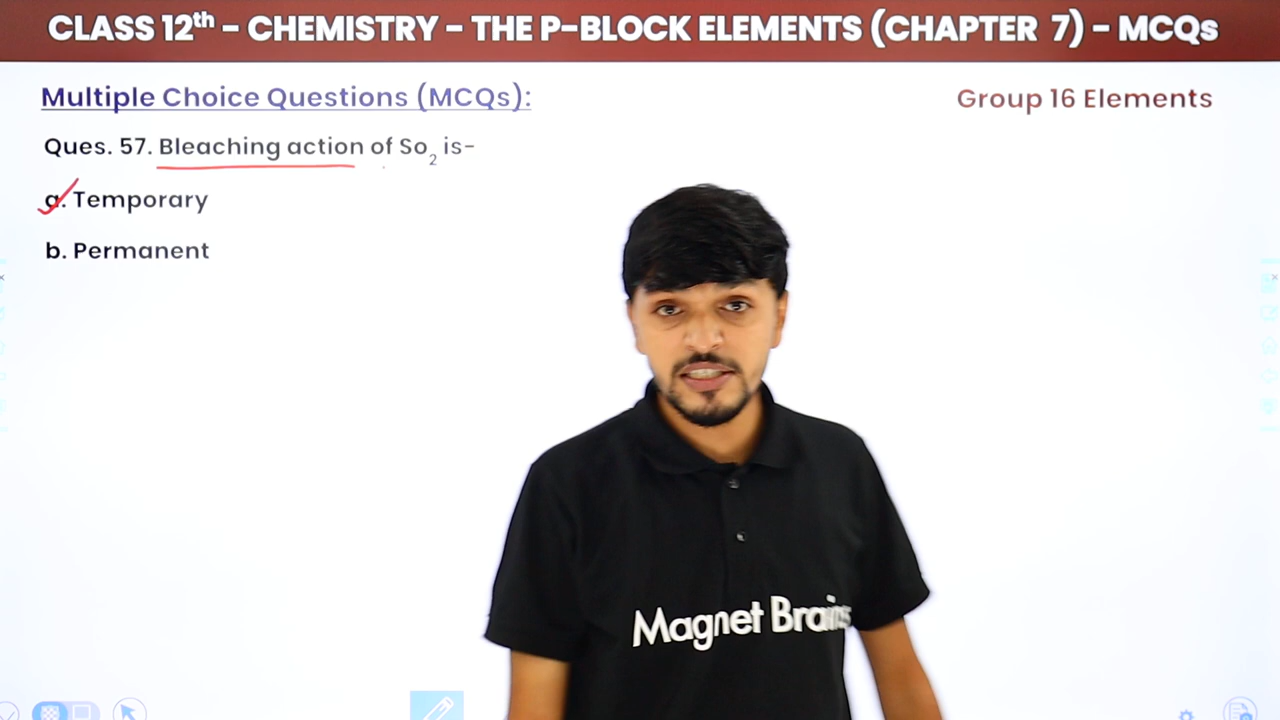 CLASS 12th - CHEMISTRY - THE P-BLOCK ELEMENTS (CHAPTER 7) - MCQs
Multiple Choice Questions (MCQs):
Group 16 Elements
Ques. 57. Bleaching action of So2 is-
a. Temporary
b. Permanent
Magnet Brains